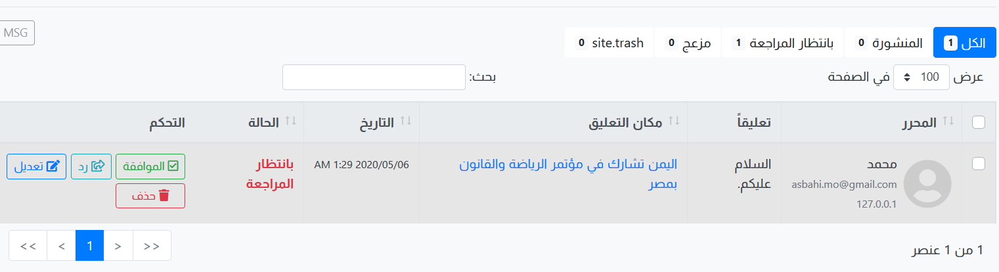 MSG
الكل 1
المنشورة 0
بانتظار المراجعة 1
مزعج 0
site.trash 0
عرض 100 في الصفحة
بحث:
المحرر
تعليقاً
مكان التعليق
التاريخ
الحالة
التحكم
محمد
asbahi.mo@gmail.com
127.0.0.1
السلام
عليكم.
اليمن تشارك في مؤتمر الرياضة والقانون
بمصر
2020/05/06 1:29 AM
بانتظار
المراجعة
الموافقة
رد
تعديل
حذف
1 من 1 عنصر
<< < 1 > >>